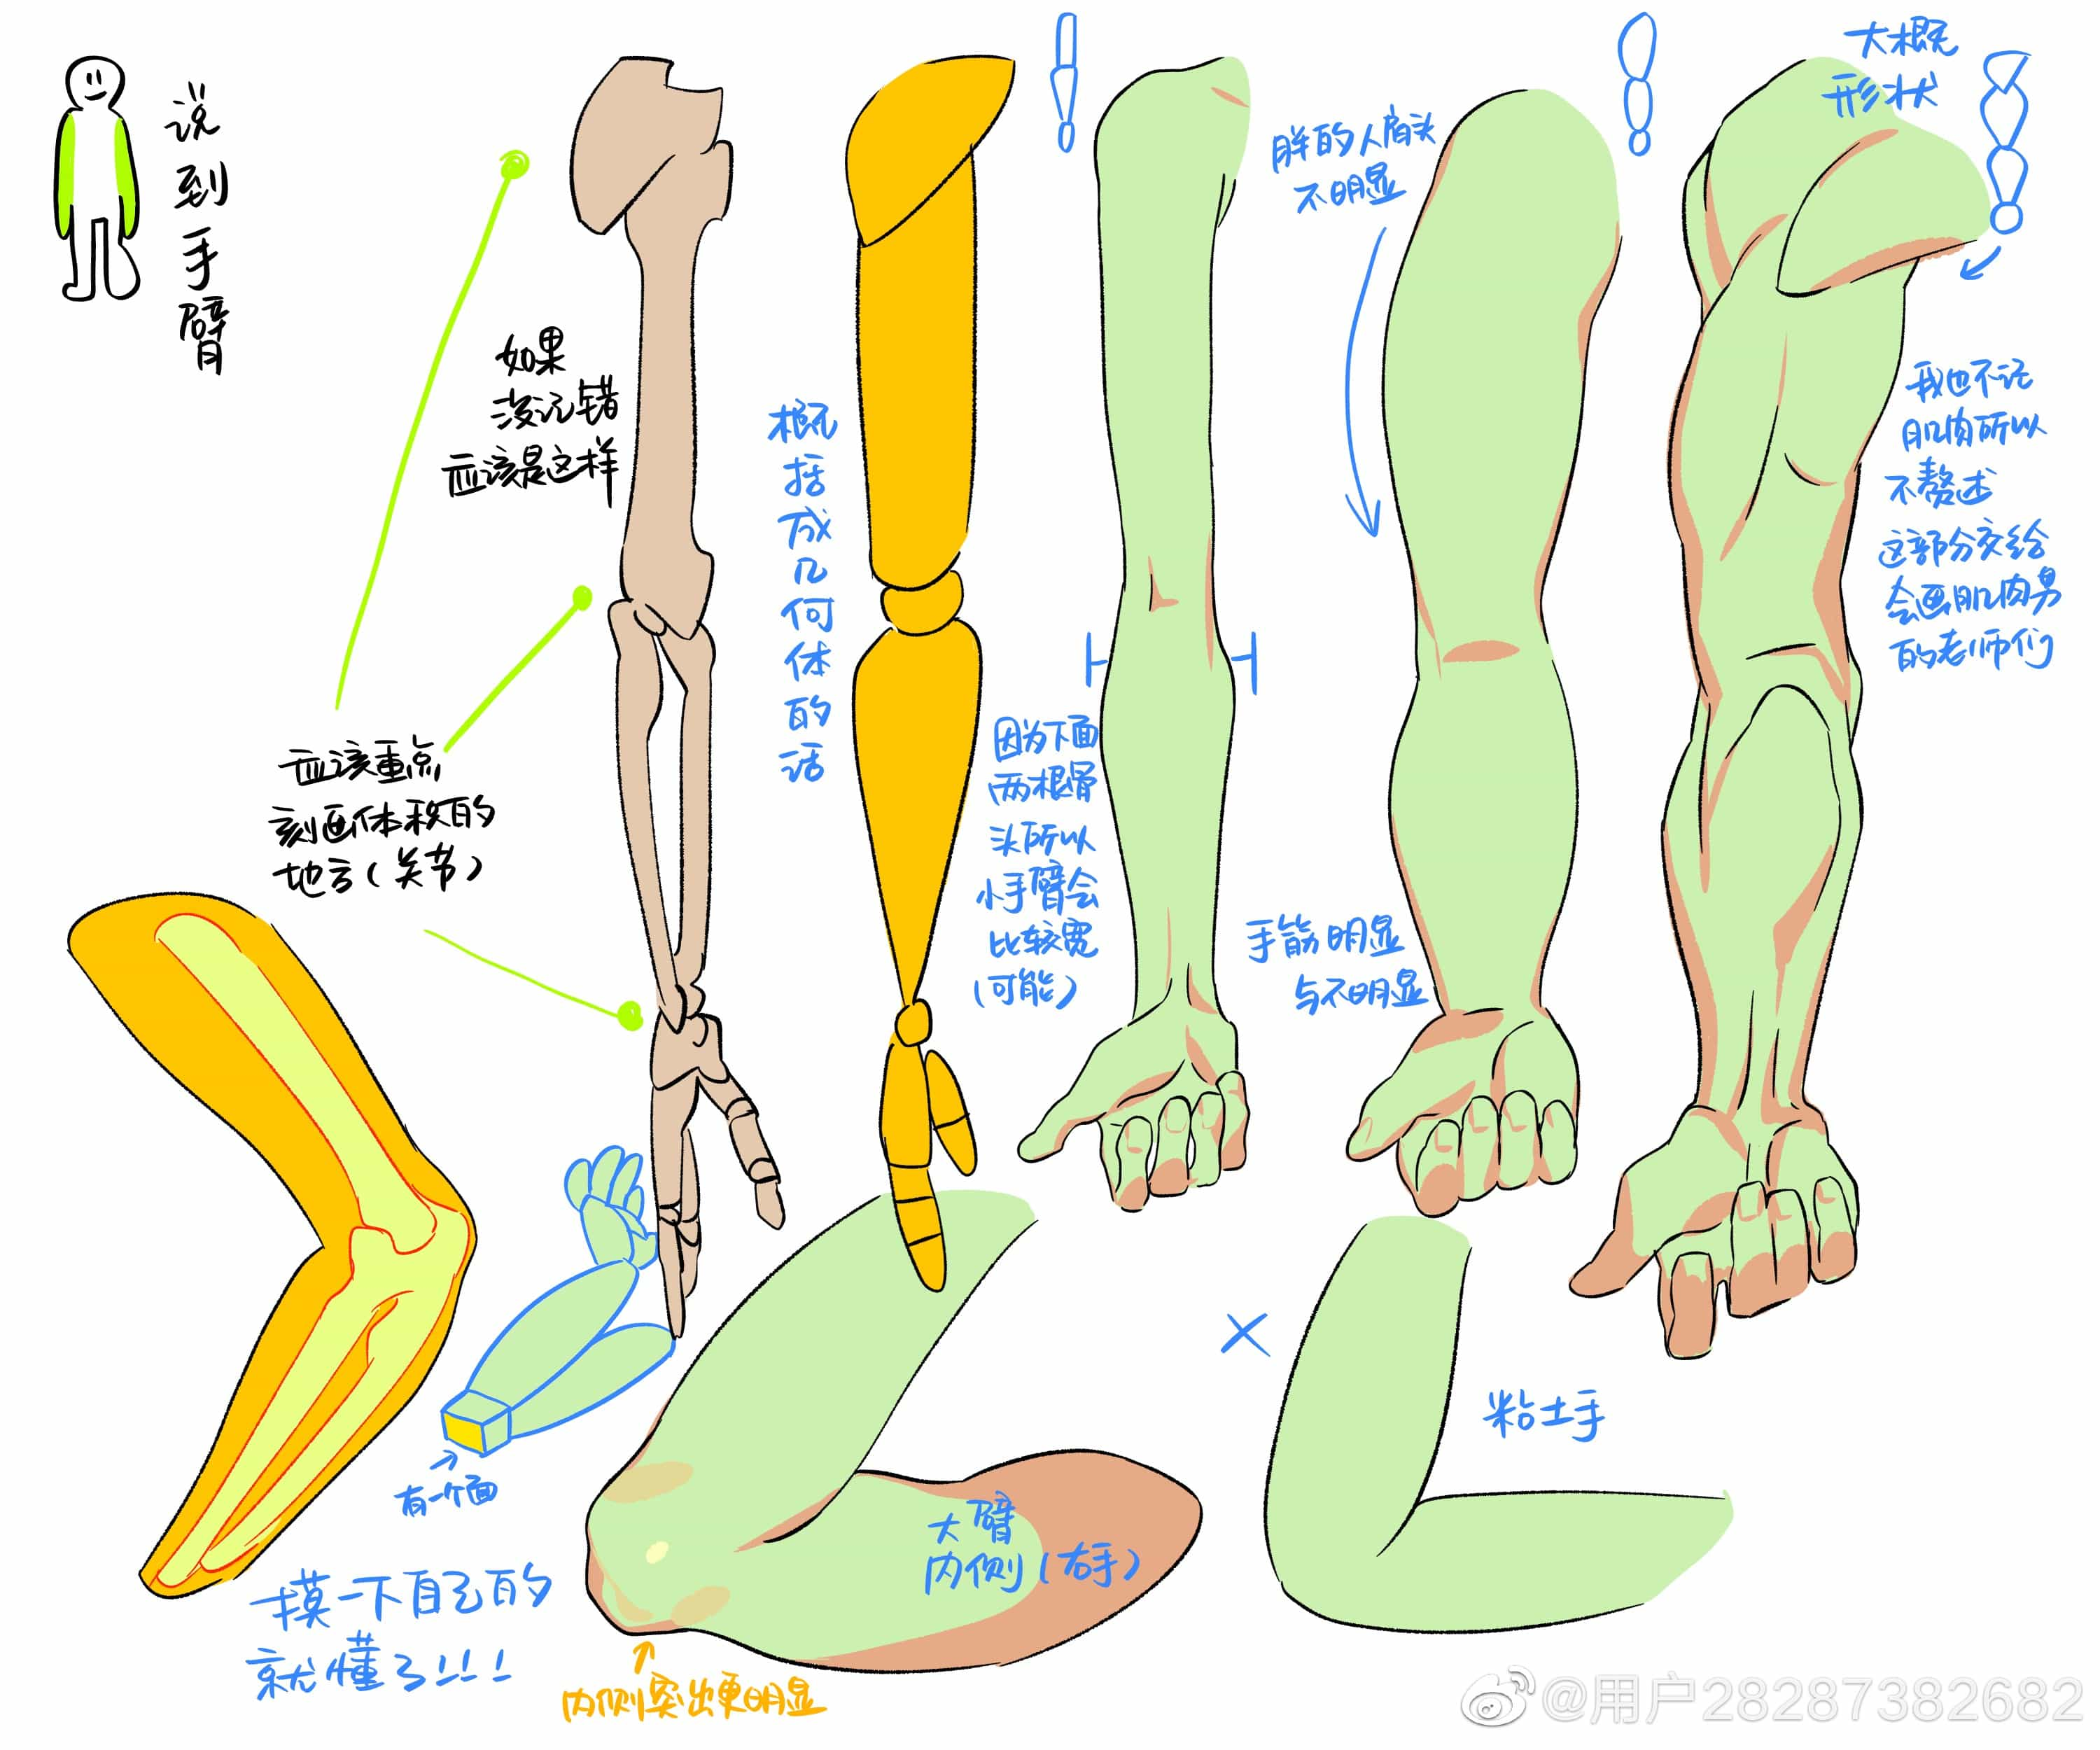 说到手臂
如果
没记错
应该是这样
应该重点
刻画体积的
地方（关节）
概括成几何体的话
因为下面
两根骨
头所以
小手臂会
比较宽
（可能）
胖的人肩头
不明显
手筋明显
与不明显
大概
形状
我也不记
肌肉所以
不赘述
这部分交给
会画肌肉男
的老师们
有一个面
摸一下自己的
就懂了!!!
大臂
内侧（右手）
内侧突出更明显
粘土手
@用户28287382682